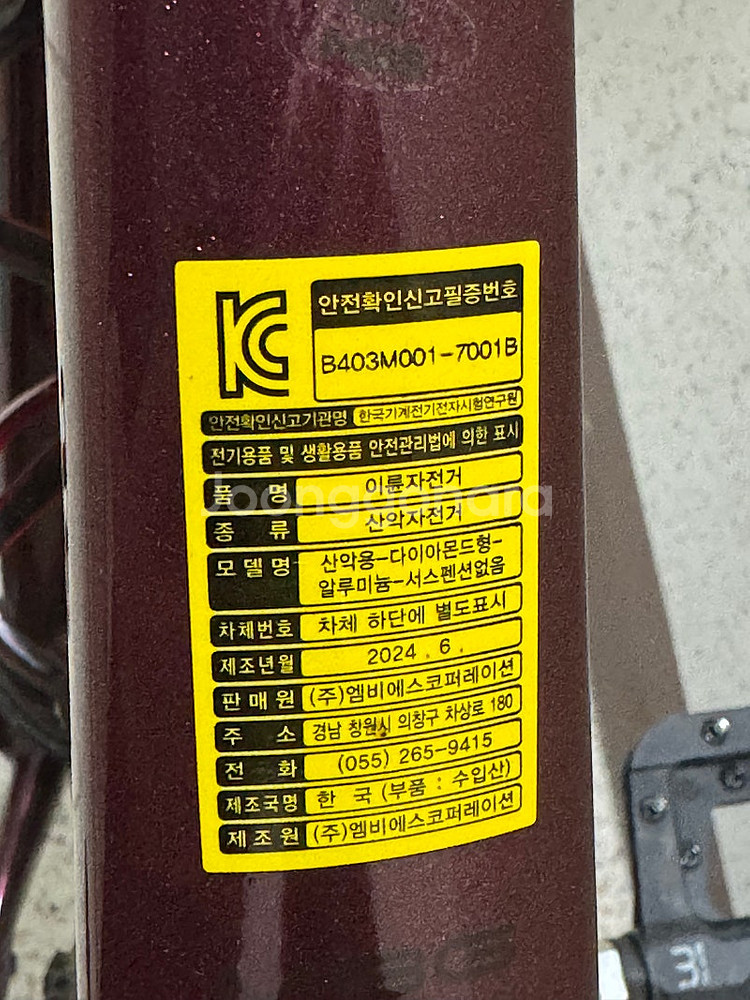 KC
안전확인신고필증번호
B403M001-7001B
안전확인신고기관명 한국기계전기전자시험연구원
전기용품 및 생활용품 안전관리법에 의한 표시
품 명 이륜자전거
Joonggonara
종 류 산악자전거
모델명 산악용-다이아몬드형-
알루미늄-서스펜션없음
차체번호 차체 하단에 별도표시
제조년월 2024 . 6 .
판매원 (주)엠비에스코퍼레이션
주 소 경남 창원시 의창구 차상로 180
전 화 (055) 265-9415
제조국명 한 국 (부품 : 수입산)
제조원 (주)엠비에스코퍼레이션